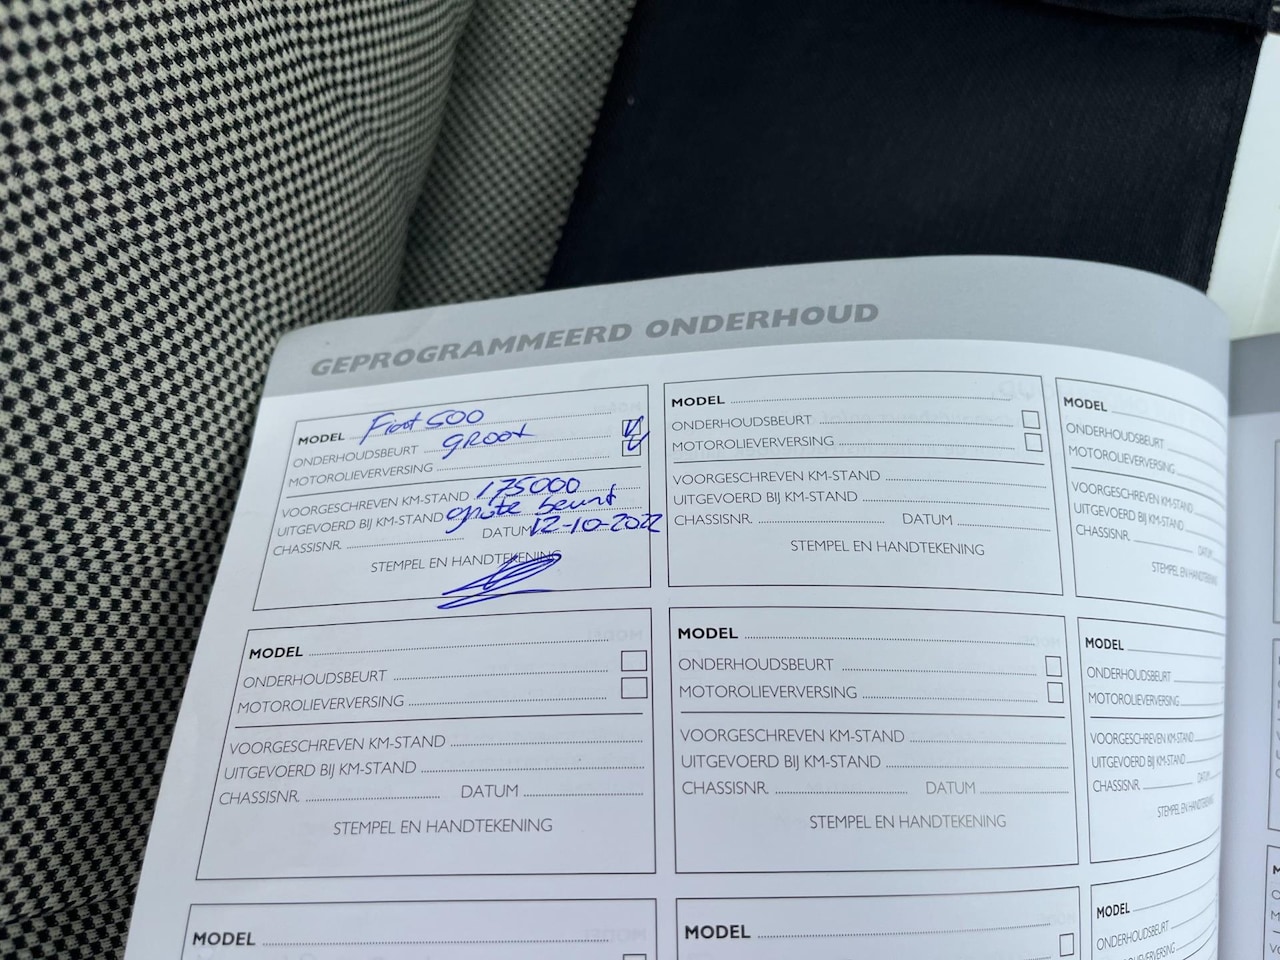 GEPROGRAMMEERD ONDERHOUD
MODEL Fiat 500
ONDERHOUDSBEURT groot
MOTOROLIEVERVERSING
VOORGESCHREVEN KM-STAND 175000
UITGEVOERD BIJ KM-STAND grote beurt
CHASSISNR. DATUM 12-10-2022
STEMPEL EN HANDTEKENING
MODEL
ONDERHOUDSBEURT
MOTOROLIEVERVERSING
VOORGESCHREVEN KM-STAND
UITGEVOERD BIJ KM-STAND
CHASSISNR. DATUM
STEMPEL EN HANDTEKENING
MODEL
ONDERHOUDSBEURT
MOTOROLIEVERVERSING
VOORGESCHREVEN KM-STAND
UITGEVOERD BIJ KM-STAND
CHASSISNR. DATUM
STEMPEL EN HANDTEKENING
MODEL
ONDERHOUDSBEURT
MOTOROLIEVERVERSING
VOORGESCHREVEN KM-STAND
UITGEVOERD BIJ KM-STAND
CHASSISNR. DATUM
STEMPEL EN HANDTEKENING
MODEL
ONDERHOUDSBEURT
MOTOROLIEVERVERSING
VOORGESCHREVEN KM-STAND
UITGEVOERD BIJ KM-STAND
CHASSISNR. DATUM
STEMPEL EN HANDTEKENING
MODEL
ONDERHOUDSBEURT
MOTOROLIEVERVERSING
VOORGESCHREVEN KM-STAND
UITGEVOERD BIJ KM-STAND
CHASSISNR. DATUM
STEMPEL EN HANDTEKENING
MODEL
MODEL
MODEL
ONDERHOUDSBEURT
MOTOROLIEVERVERSING